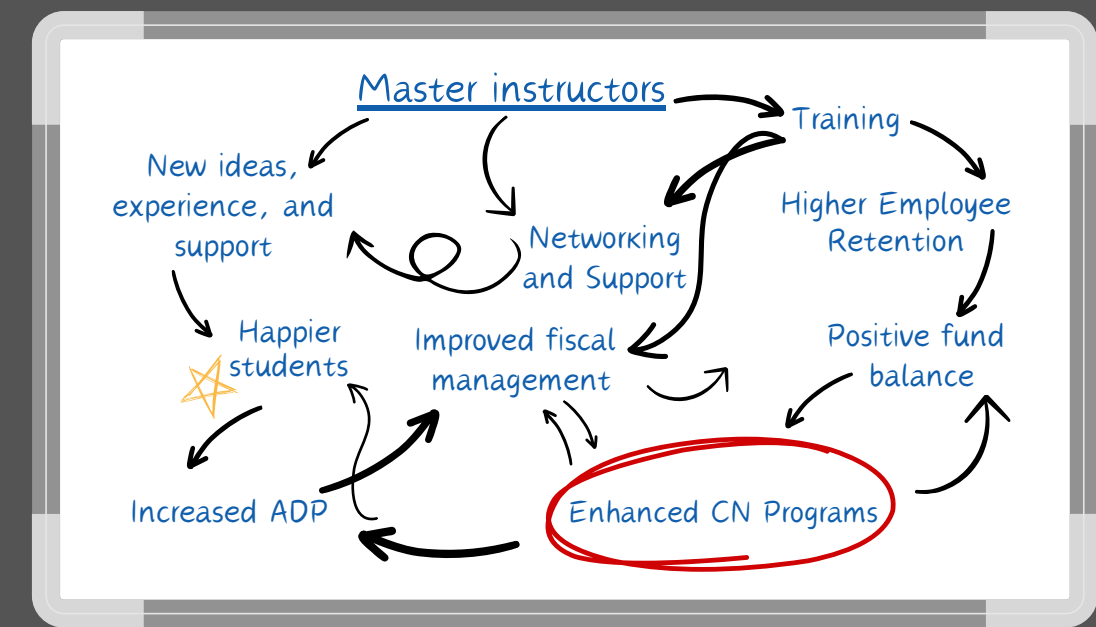 Master instructors
Training
New ideas,
experience, and
support
Higher Employee
Retention
Networking
and Support
Happier
students
Improved fiscal
management
Positive fund
balance
Increased ADP
Enhanced CN Programs